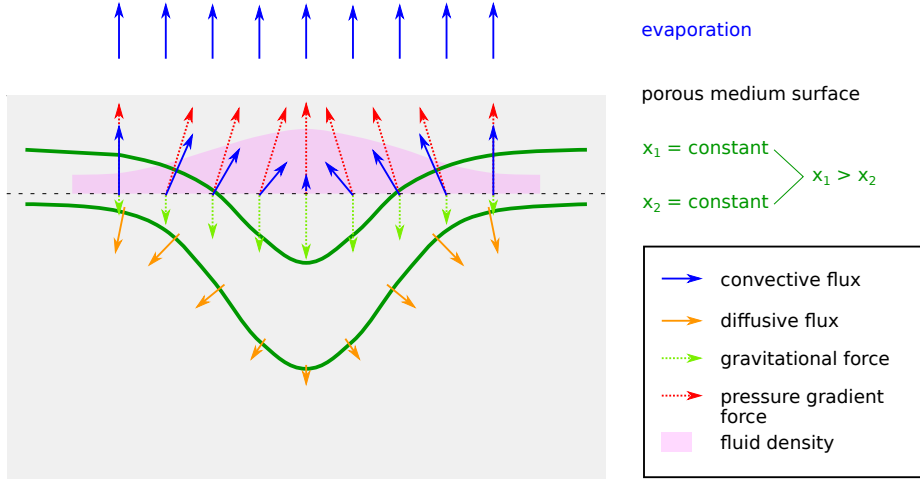 evaporation
porous medium surface
x₁ = constant
x₁ > x₂
x₂ = constant
convective flux
diffusive flux
gravitational force
pressure gradient
force
fluid density